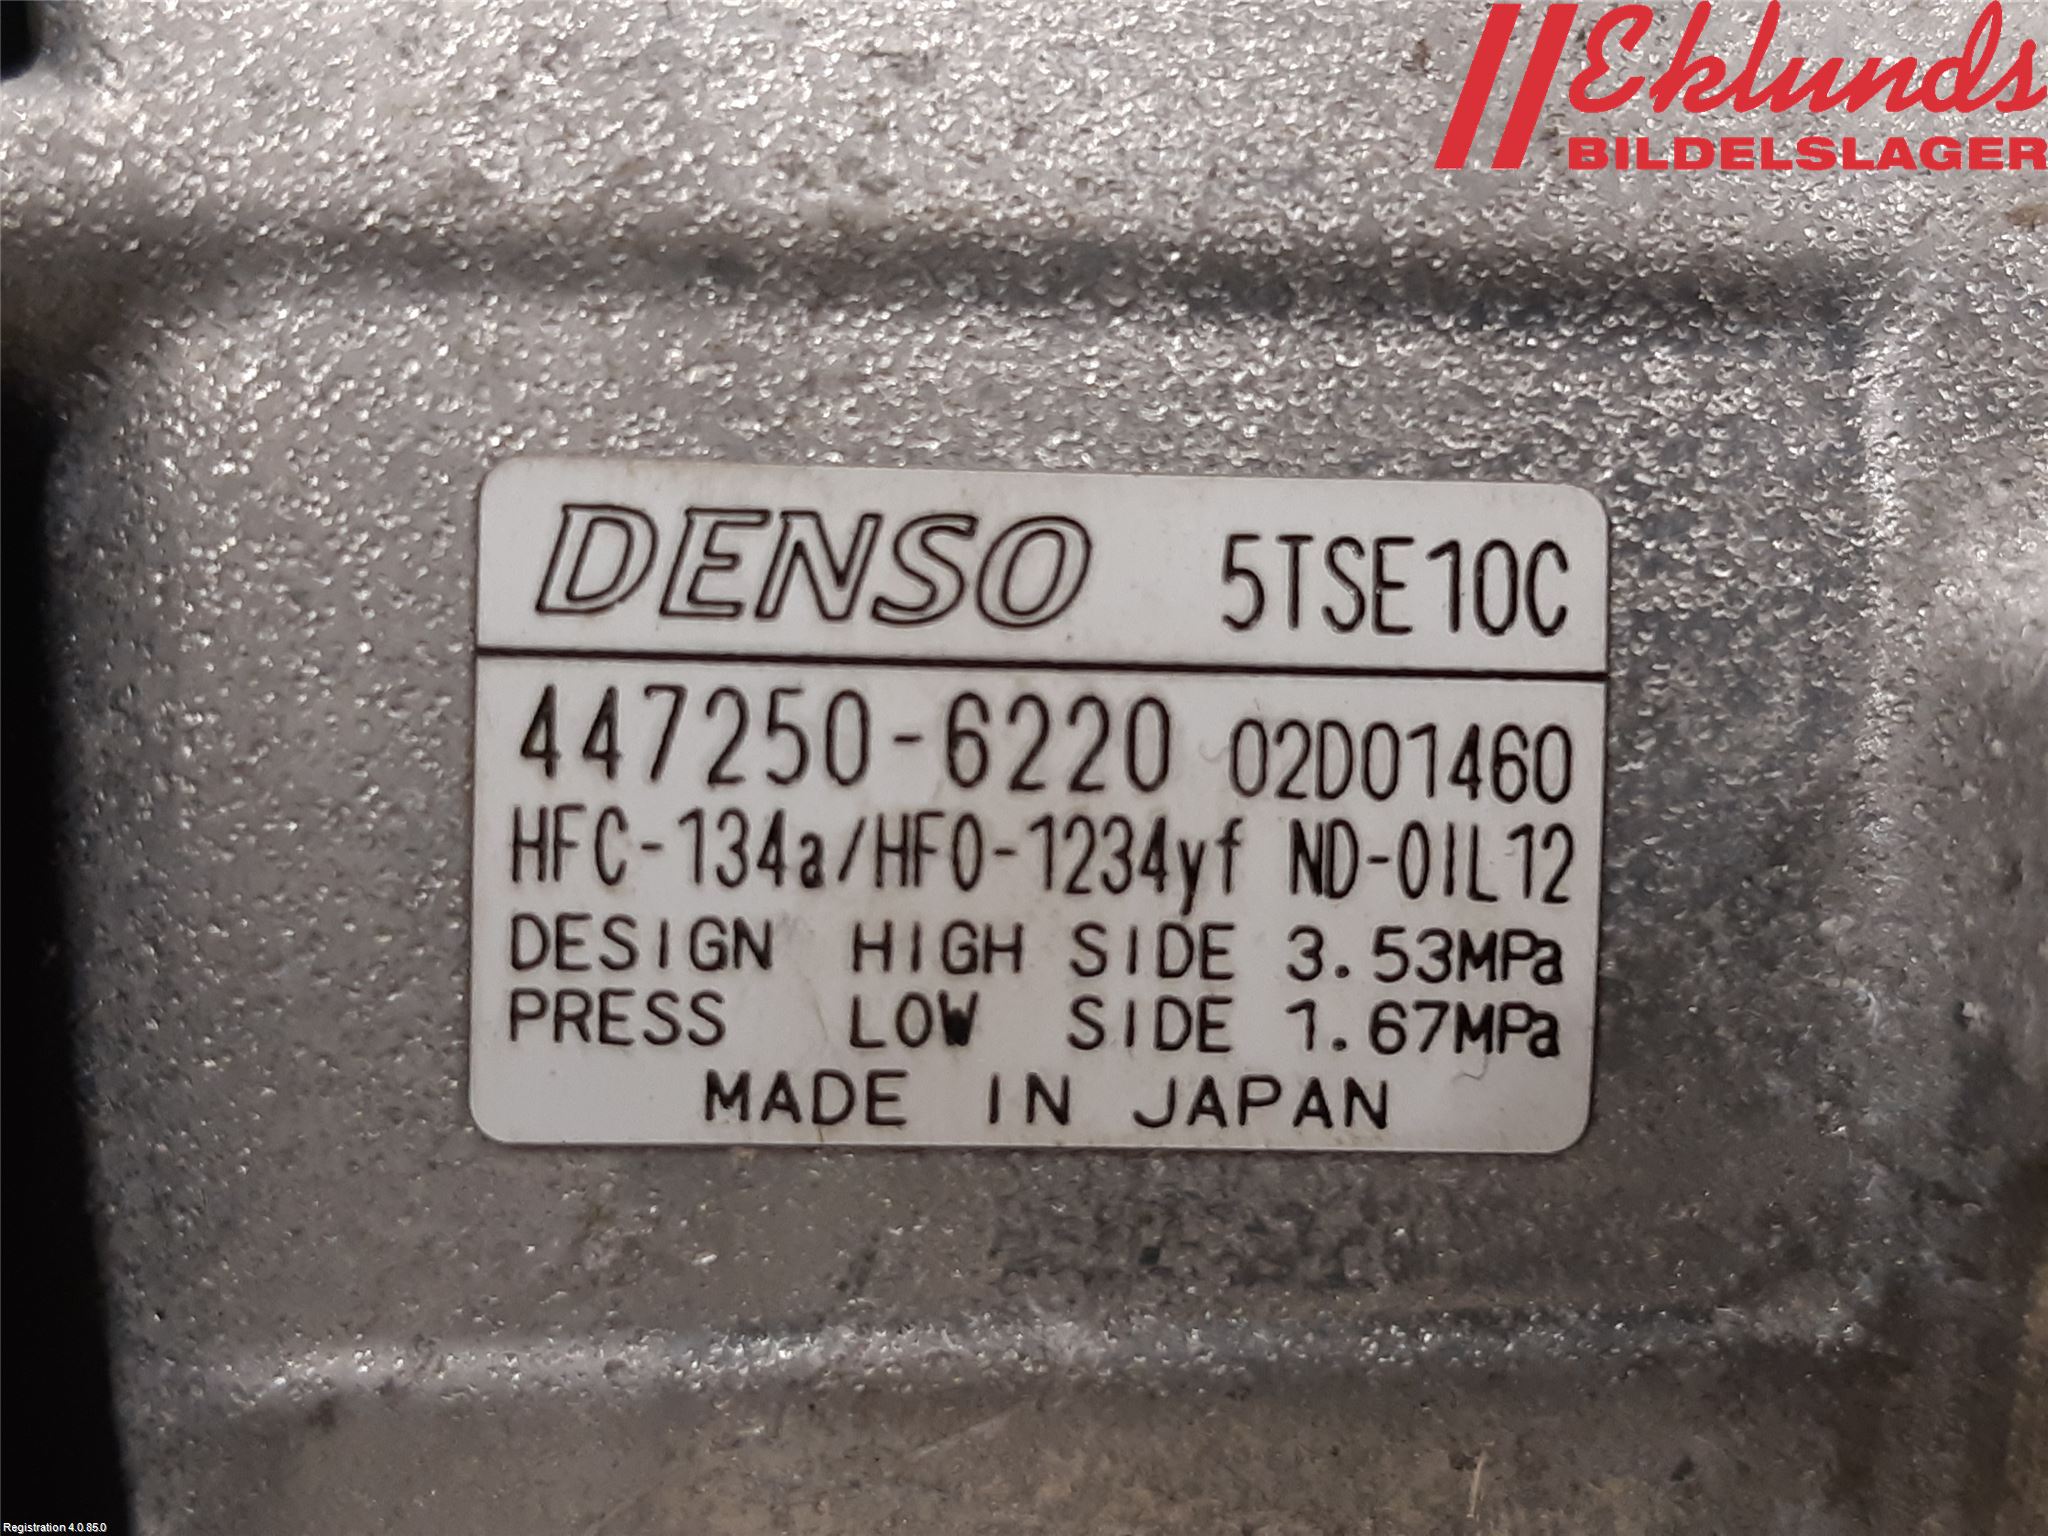 Eklunds
BILDELSLAGER
DENSO 5TSE10C
447250-6220 02D01460
HFC-134a/HFO-1234yf ND-OIL12
DESIGN HIGH SIDE 3.53MPa
PRESS LOW SIDE 1.67MPa
MADE IN JAPAN
Registration 4.0.85.0